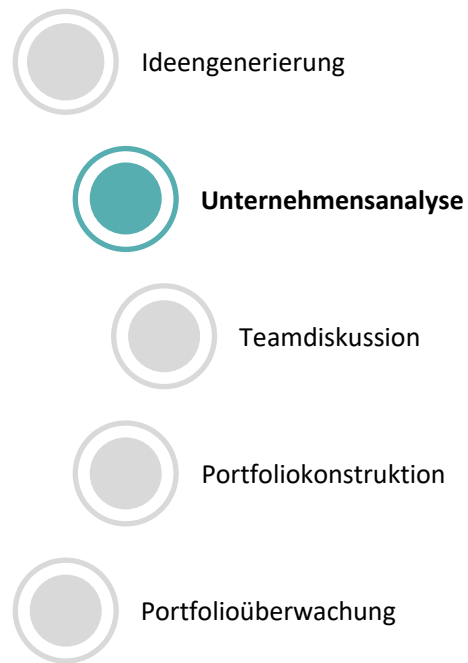 Ideengenerierung
Unternehmensanalyse
Teamdiskussion
Portfoliokonstruktion
Portfolioüberwachung